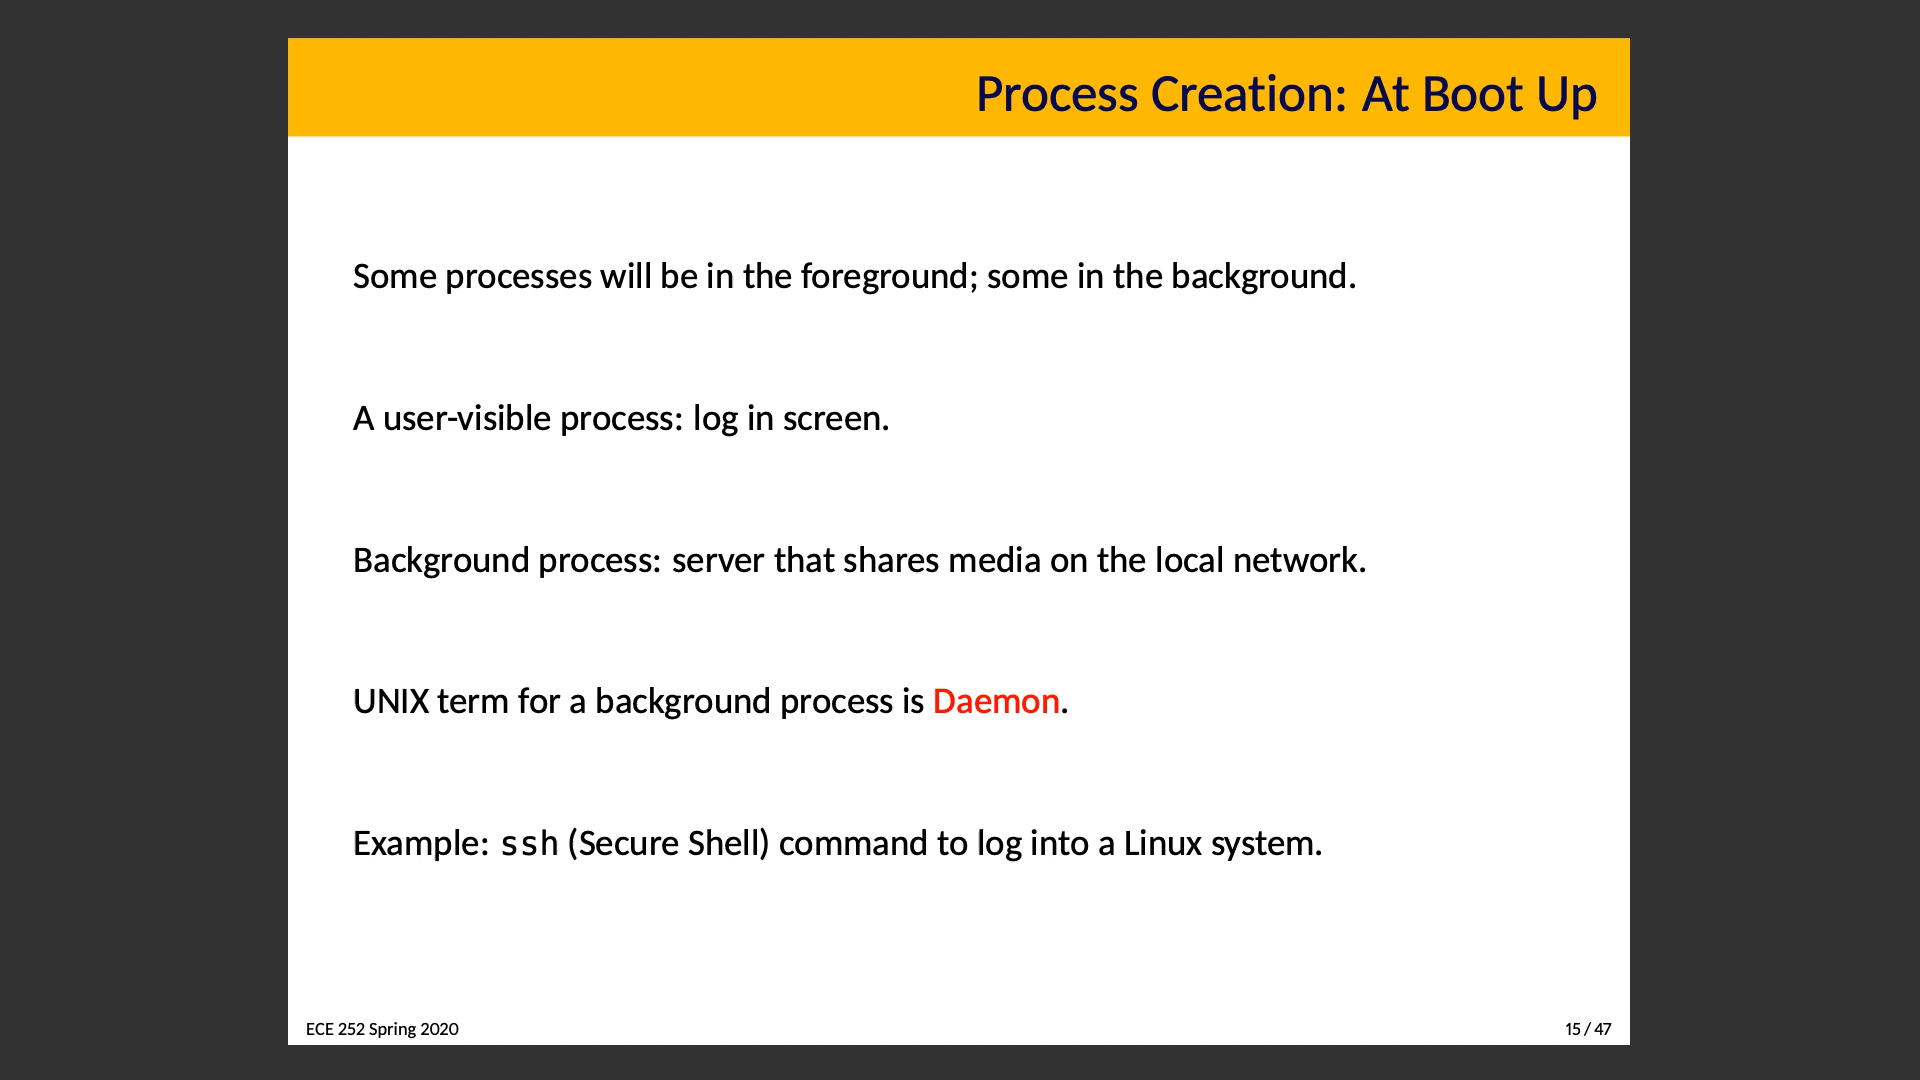 Process Creation: At Boot Up
Some processes will be in the foreground; some in the background.
A user-visible process: log in screen.
Background process: server that shares media on the local network.
UNIX term for a background process is Daemon.
Example: ssh (Secure Shell) command to log into a Linux system.
ECE 252 Spring 2020
15 / 47